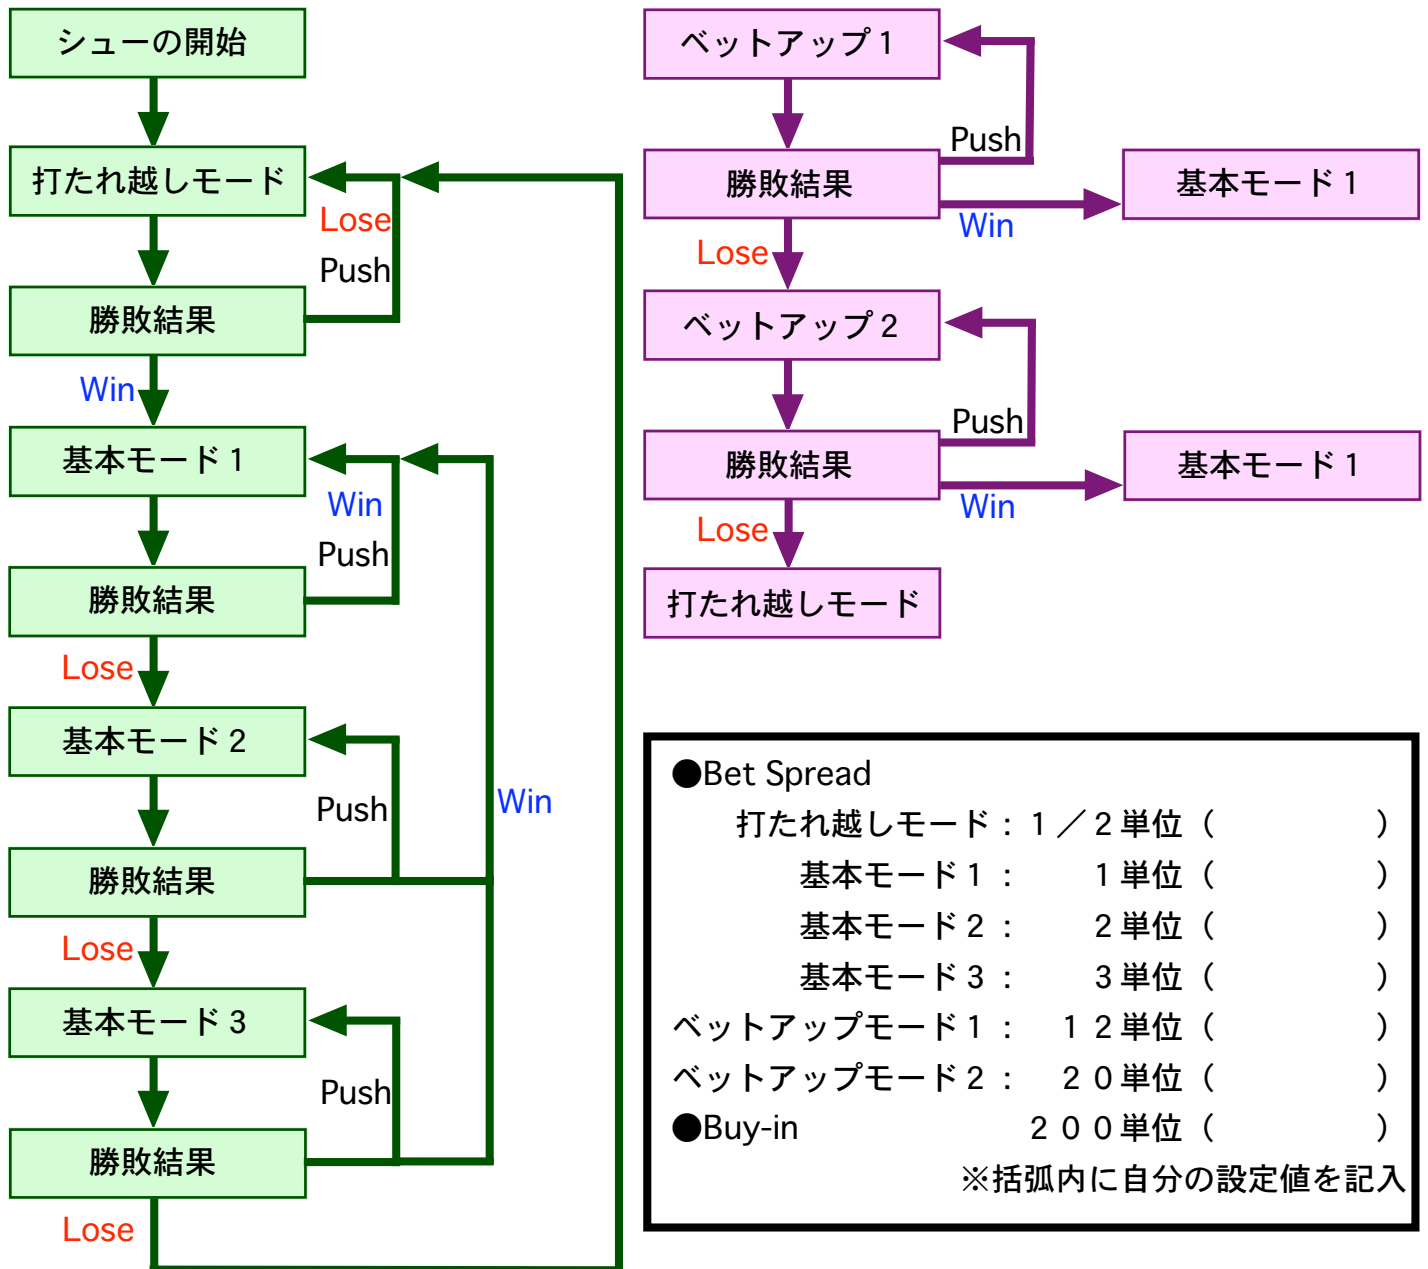 シューの開始
打たれ越しモード
Lose
Push
勝敗結果
Win
基本モード1
Win
Push
勝敗結果
Lose
基本モード2
Push
Win
勝敗結果
Lose
基本モード3
Push
勝敗結果
Lose
ベットアップ1
Push
勝敗結果
基本モード1
Win
Lose
ベットアップ2
Push
勝敗結果
基本モード1
Win
Lose
打たれ越しモード
●Bet Spread
打たれ越しモード：１／２単位（　　　　　）
基本モード１：　　１単位（　　　　　）
基本モード２：　　２単位（　　　　　）
基本モード３：　　３単位（　　　　　）
ベットアップモード１：　１２単位（　　　　　）
ベットアップモード２：　２０単位（　　　　　）
●Buy-in　２００単位（　　　　　）
※括弧内に自分の設定値を記入